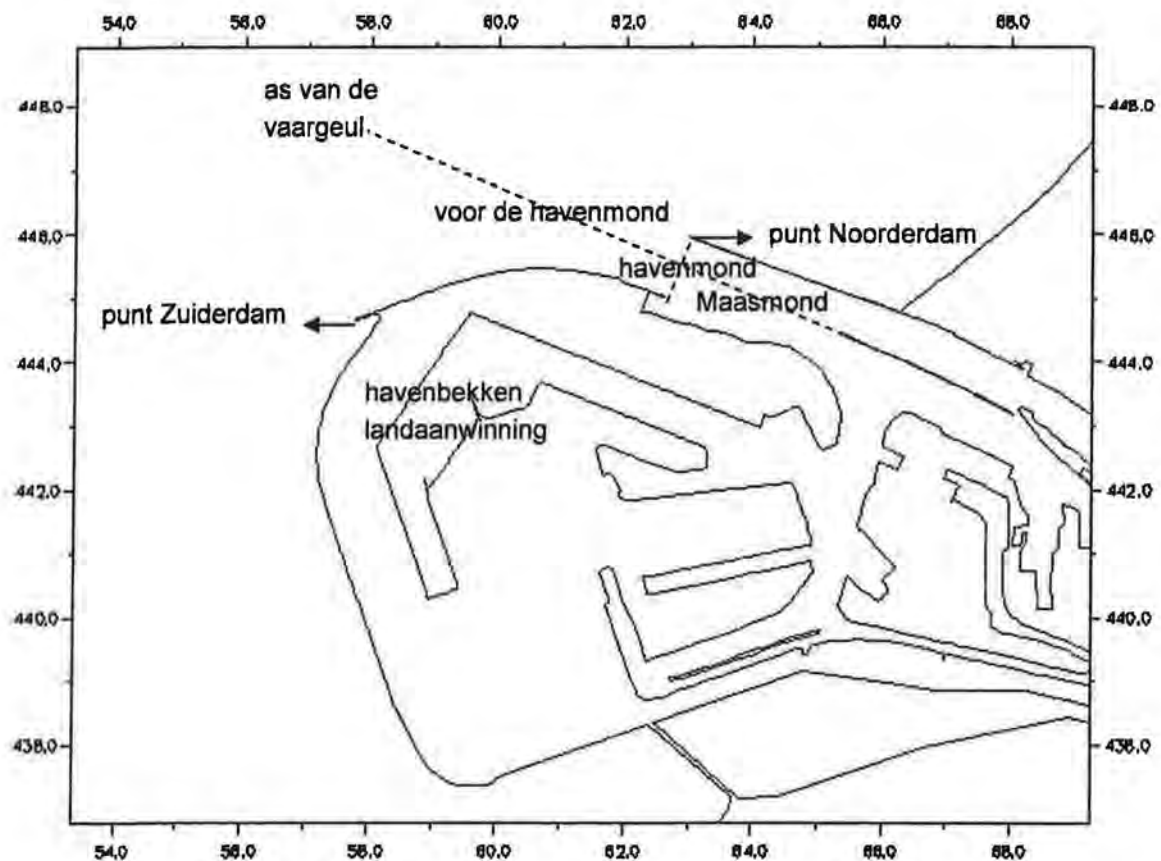 54.0 56.0 58.0 60.0 62.0 64.0 66.0 68.0
as van de
vaargeul
448.0 448.0
voor de havenmond
446.0 446.0
punt Noorderdam
havenmond
Maasmond
punt Zuiderdam
444.0 444.0
havenbekken
landaanwinning
442.0 442.0
440.0 440.0
438.0 438.0
54.0 56.0 58.0 60.0 62.0 64.0 66.0 68.0